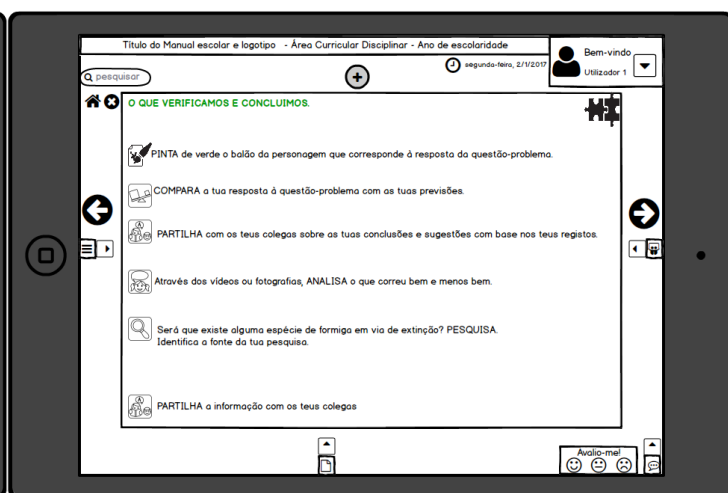 Título do Manual escolar e logotipo - Área Curricular Disciplinar - Ano de escolaridade
Bem-vindo
Utilizador 1
segunda-feira, 2/1/2017
pesquisar
O QUE VERIFICAMOS E CONCLUIMOS.
PINTA de verde o balão da personagem que corresponde à resposta da questão-problema.
COMPARA a tua resposta à questão-problema com as tuas previsões.
PARTILHA com os teus colegas sobre as tuas conclusões e sugestões com base nos teus registos.
Através dos vídeos ou fotografias, ANALISA o que correu bem e menos bem.
Será que existe alguma espécie de formiga em via de extinção? PESQUISA.
Identifica a fonte da tua pesquisa.
PARTILHA a informação com os teus colegas
Avalio-me!